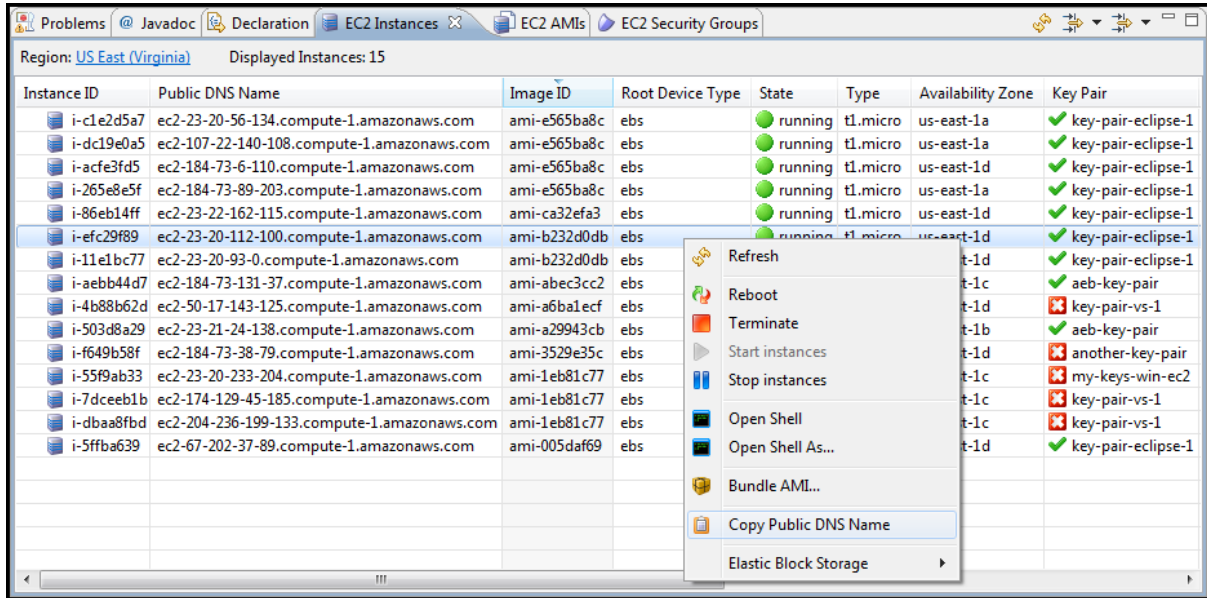 Problems @ Javadoc Declaration EC2 Instances EC2 AMIs EC2 Security Groups
Region: US East (Virginia) Displayed Instances: 15
Instance ID Public DNS Name Image ID Root Device Type State Type Availability Zone Key Pair
i-c1e2d5a7 ec2-23-20-56-134.compute-1.amazonaws.com ami-e565ba8c ebs running t1.micro us-east-1a key-pair-eclipse-1
i-dc19e0a5 ec2-107-22-140-108.compute-1.amazonaws.com ami-e565ba8c ebs running t1.micro us-east-1a key-pair-eclipse-1
i-acfe3fd5 ec2-184-73-6-110.compute-1.amazonaws.com ami-e565ba8c ebs running t1.micro us-east-1d key-pair-eclipse-1
i-265e8e5f ec2-184-73-89-203.compute-1.amazonaws.com ami-e565ba8c ebs running t1.micro us-east-1a key-pair-eclipse-1
i-86eb14ff ec2-23-22-162-115.compute-1.amazonaws.com ami-ca32efa3 ebs running t1.micro us-east-1d key-pair-eclipse-1
i-efc29f89 ec2-23-20-112-100.compute-1.amazonaws.com ami-b232d0db ebs running t1.micro us-east-1d key-pair-eclipse-1
i-11e1bc77 ec2-23-20-93-0.compute-1.amazonaws.com ami-b232d0db ebs t-1d key-pair-eclipse-1
i-aebb44d7 ec2-184-73-131-37.compute-1.amazonaws.com ami-abec3cc2 ebs t-1c aeb-key-pair
i-4b88b62d ec2-50-17-143-125.compute-1.amazonaws.com ami-a6ba1ecf ebs t-1d key-pair-vs-1
i-503d8a29 ec2-23-21-24-138.compute-1.amazonaws.com ami-a29943cb ebs t-1b aeb-key-pair
i-f649b58f ec2-184-73-38-79.compute-1.amazonaws.com ami-3529e35c ebs t-1d another-key-pair
i-55f9ab33 ec2-23-20-233-204.compute-1.amazonaws.com ami-1eb81c77 ebs t-1c my-keys-win-ec2
i-7dceeb1b ec2-174-129-45-185.compute-1.amazonaws.com ami-1eb81c77 ebs t-1c key-pair-vs-1
i-dbaa8fbd ec2-204-236-199-133.compute-1.amazonaws.com ami-1eb81c77 ebs t-1c key-pair-vs-1
i-5ffba639 ec2-67-202-37-89.compute-1.amazonaws.com ami-005daf69 ebs t-1d key-pair-eclipse-1
Refresh
Reboot
Terminate
Start instances
Stop instances
Open Shell
Open Shell As...
Bundle AMI...
Copy Public DNS Name
Elastic Block Storage